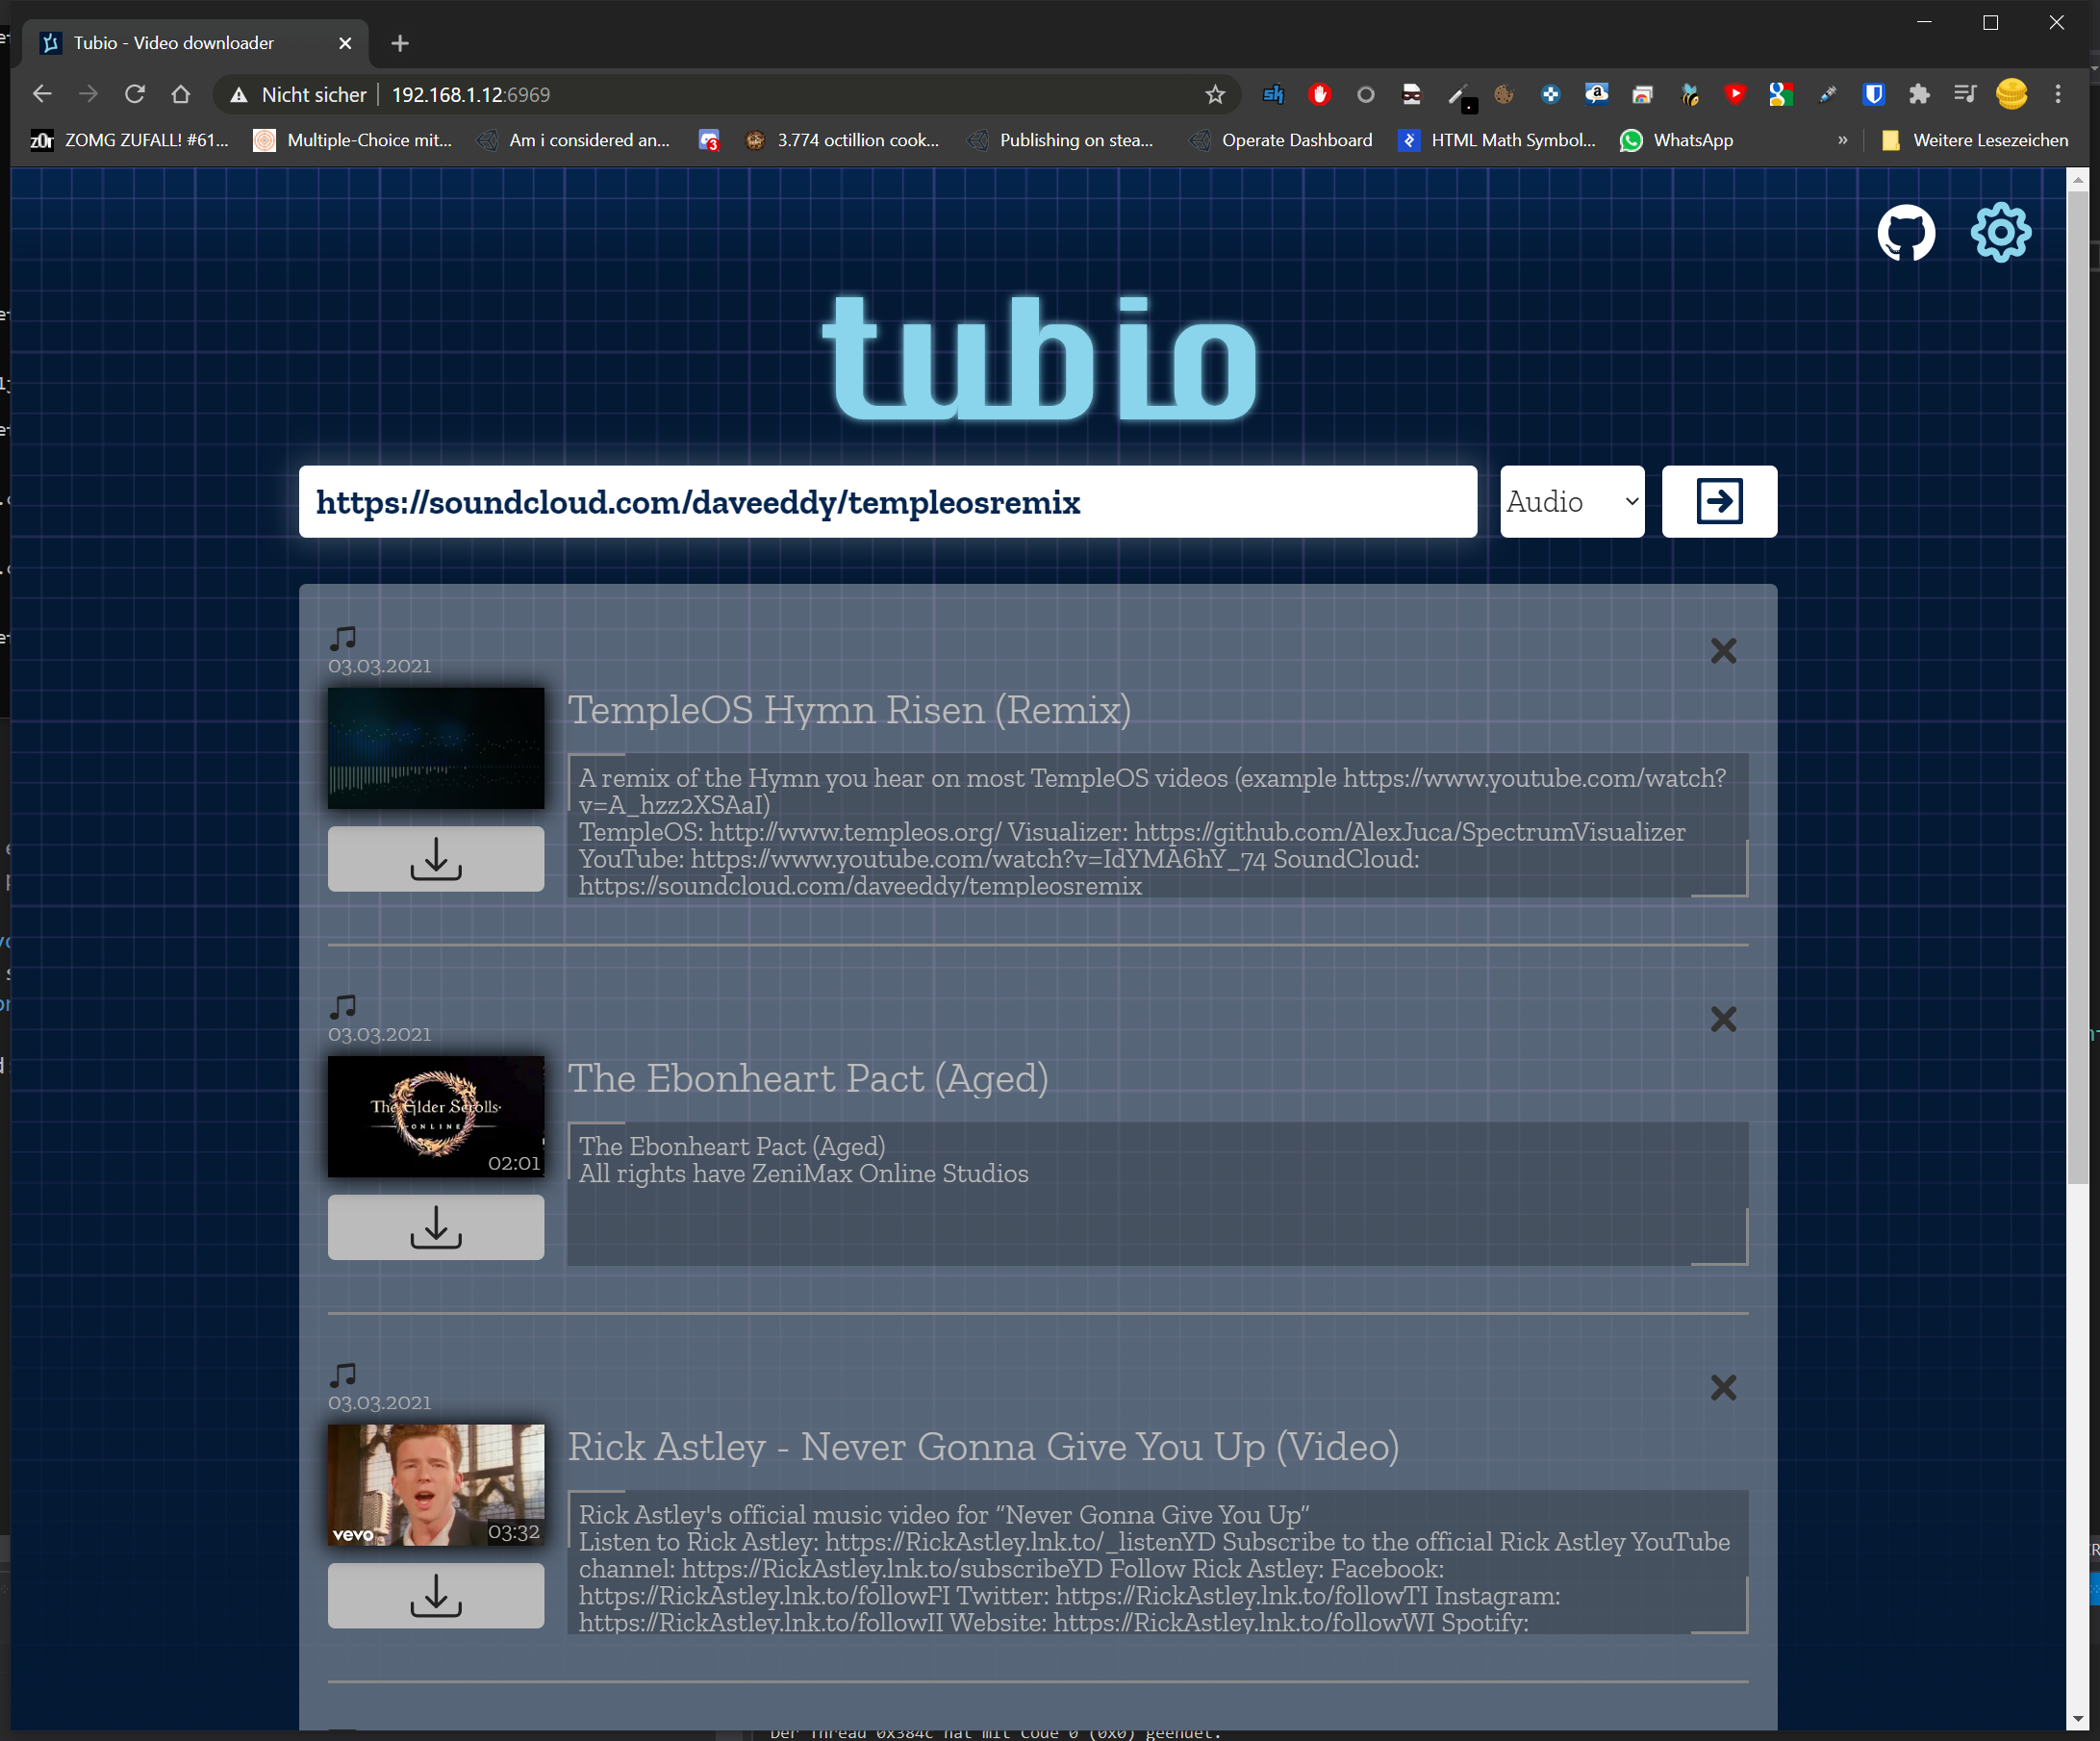 Tubio - Video downloader
Nicht sicher 192.168.1.12:6969
z0r ZOMG ZUFALL! #61... Multiple-Choice mit... Am i considered an... 3 3.774 octillion cook... Publishing on stea... Operate Dashboard HTML Math Symbol... WhatsApp » Weitere Lesezeichen
tubio
https://soundcloud.com/daveeddy/templeosremix Audio
03.03.2021
TempleOS Hymn Risen (Remix)
A remix of the Hymn you hear on most TempleOS videos (example https://www.youtube.com/watch?
v=A_hzz2XSAaI)
TempleOS: http://www.templeos.org/ Visualizer: https://github.com/AlexJuca/SpectrumVisualizer
YouTube: https://www.youtube.com/watch?v=IdYMA6hY_74 SoundCloud:
https://soundcloud.com/daveeddy/templeosremix
03.03.2021
The Elder Scrolls
ONLINE
02:01
The Ebonheart Pact (Aged)
The Ebonheart Pact (Aged)
All rights have ZeniMax Online Studios
03.03.2021
vevo
03:32
Rick Astley - Never Gonna Give You Up (Video)
Rick Astley's official music video for “Never Gonna Give You Up”
Listen to Rick Astley: https://RickAstley.lnk.to/_listenYD Subscribe to the official Rick Astley YouTube
channel: https://RickAstley.lnk.to/subscribeYD Follow Rick Astley: Facebook:
https://RickAstley.lnk.to/followFI Twitter: https://RickAstley.lnk.to/followTI Instagram:
https://RickAstley.lnk.to/followII Website: https://RickAstley.lnk.to/followWI Spotify:
Der Thread 0x384c hat mit Code 0 (0x0) geendet.